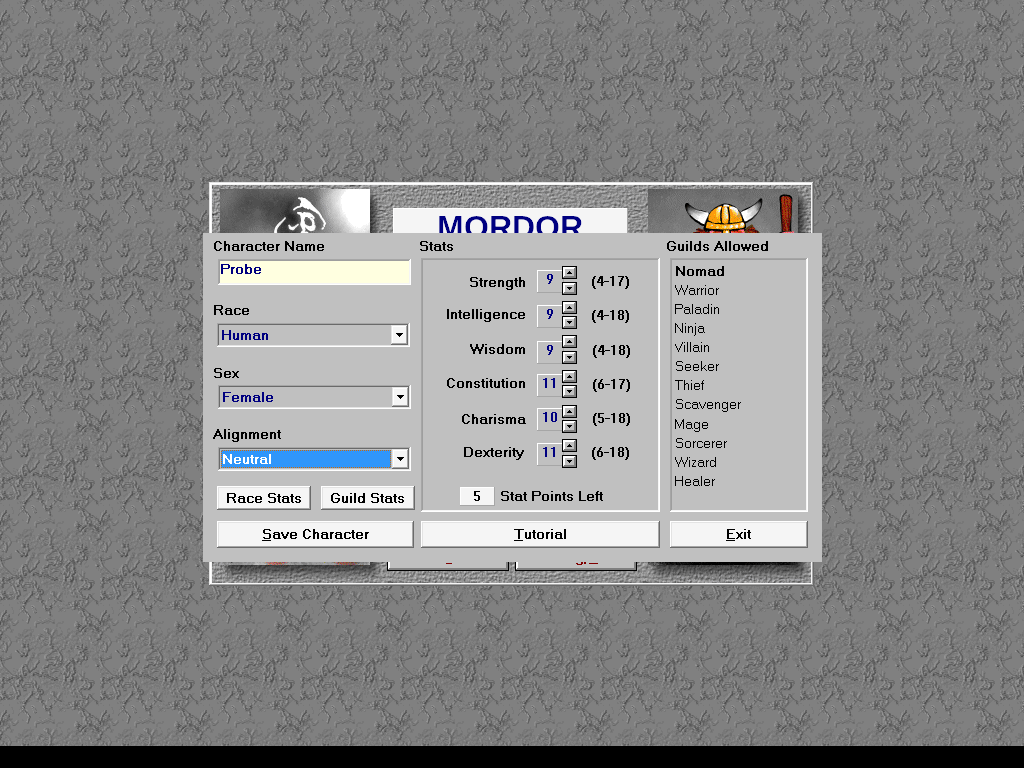 MORDOR
Character Name
Probe
Race
Human
Sex
Female
Alignment
Neutral
Race Stats
Guild Stats
Save Character
Stats
Strength 9 (4-17)
Intelligence 9 (4-18)
Wisdom 9 (4-18)
Constitution 11 (6-17)
Charisma 10 (5-18)
Dexterity 11 (6-18)
5 Stat Points Left
Tutorial
Guilds Allowed
Nomad
Warrior
Paladin
Ninja
Villain
Seeker
Thief
Scavenger
Mage
Sorcerer
Wizard
Healer
Exit